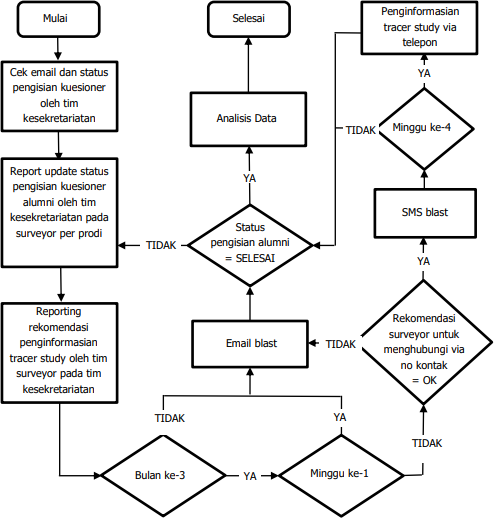 Mulai
Selesai
Penginformasian
tracer study via
telepon
Cek email dan status
pengisian kuesioner
oleh tim
kesekretariatan
Analisis Data
YA
TIDAK
Minggu ke-4
Report update status
pengisian kuesioner
alumni oleh tim
kesekretariatan pada
surveyor per prodi
YA
SMS blast
TIDAK
Status
pengisian alumni
= SELESAI
YA
Reporting
rekomendasi
penginformasian
tracer study oleh tim
surveyor pada tim
kesekretariatan
Email blast
TIDAK
Rekomendasi
surveyor untuk
menghubungi via
no kontak
= OK
TIDAK
YA
TIDAK
Bulan ke-3
YA
Minggu ke-1